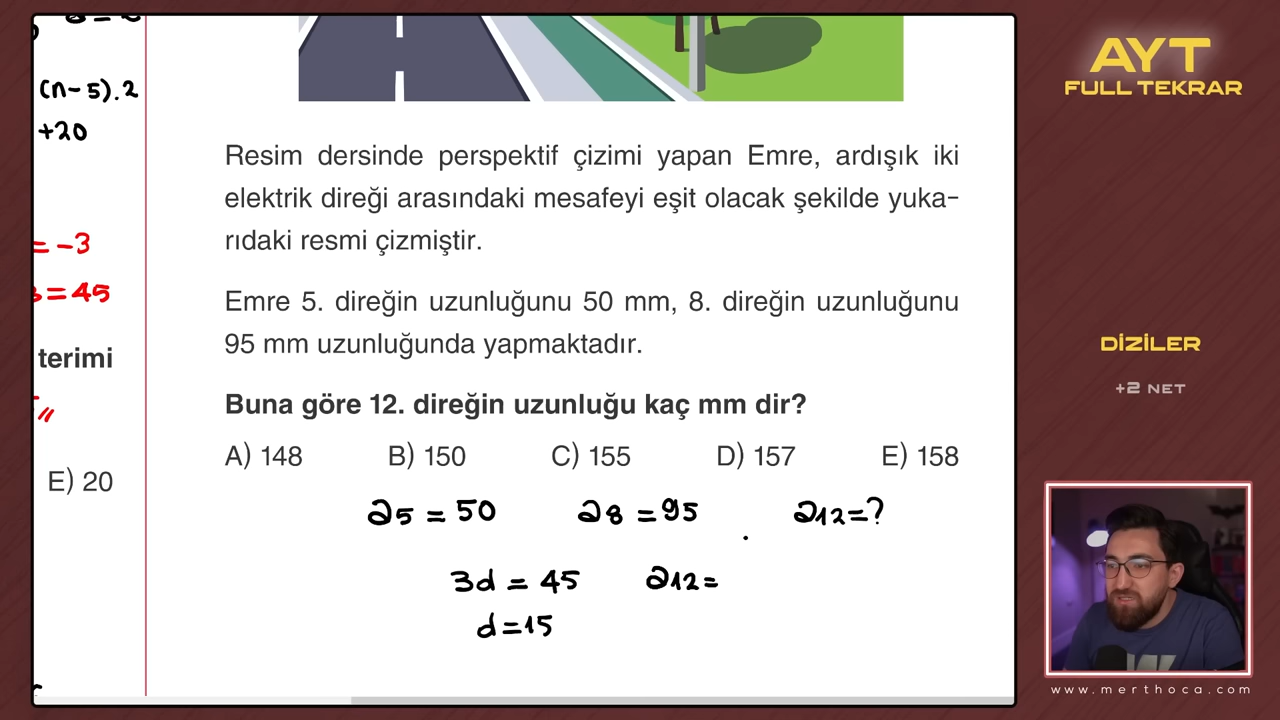 (n-5).2
+20
= -3
= 45
terimi
E) 20
Resim dersinde perspektif çizimi yapan Emre, ardışık iki
elektrik direği arasındaki mesafeyi eşit olacak şekilde yuka-
rıdaki resmi çizmiştir.
Emre 5. direğin uzunluğunu 50 mm, 8. direğin uzunluğunu
95 mm uzunluğunda yapmaktadır.
Buna göre 12. direğin uzunluğu kaç mm dir?
A) 148 B) 150 C) 155 D) 157 E) 158
a5 = 50 a8 = 95 a12 = ?
3d = 45 a12 =
d = 15
AYT
FULL TEKRAR
DİZİLER
+2 NET
www.merthoca.com